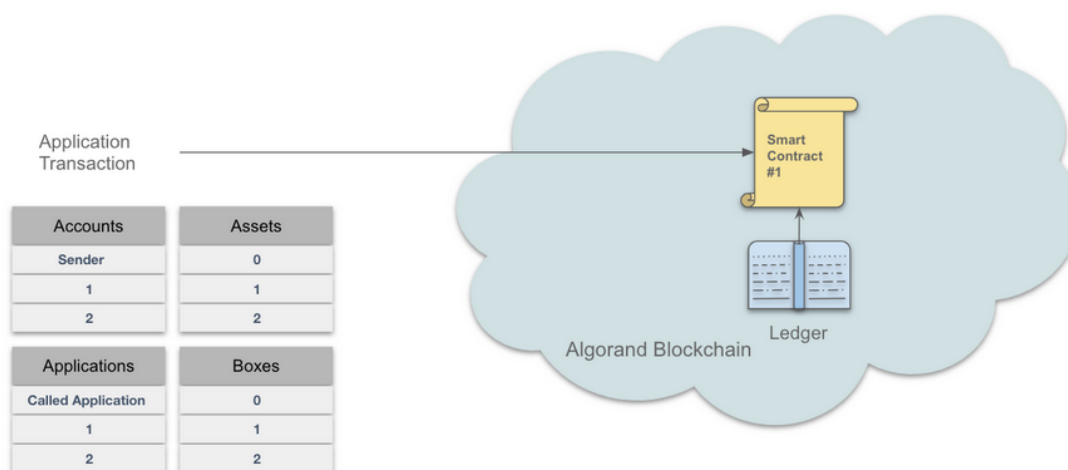 Application
Transaction
Smart
Contract
#1
Accounts
Assets
Sender
0
1
1
2
2
Ledger
Algorand Blockchain
Applications
Boxes
Called Application
0
1
1
2
2